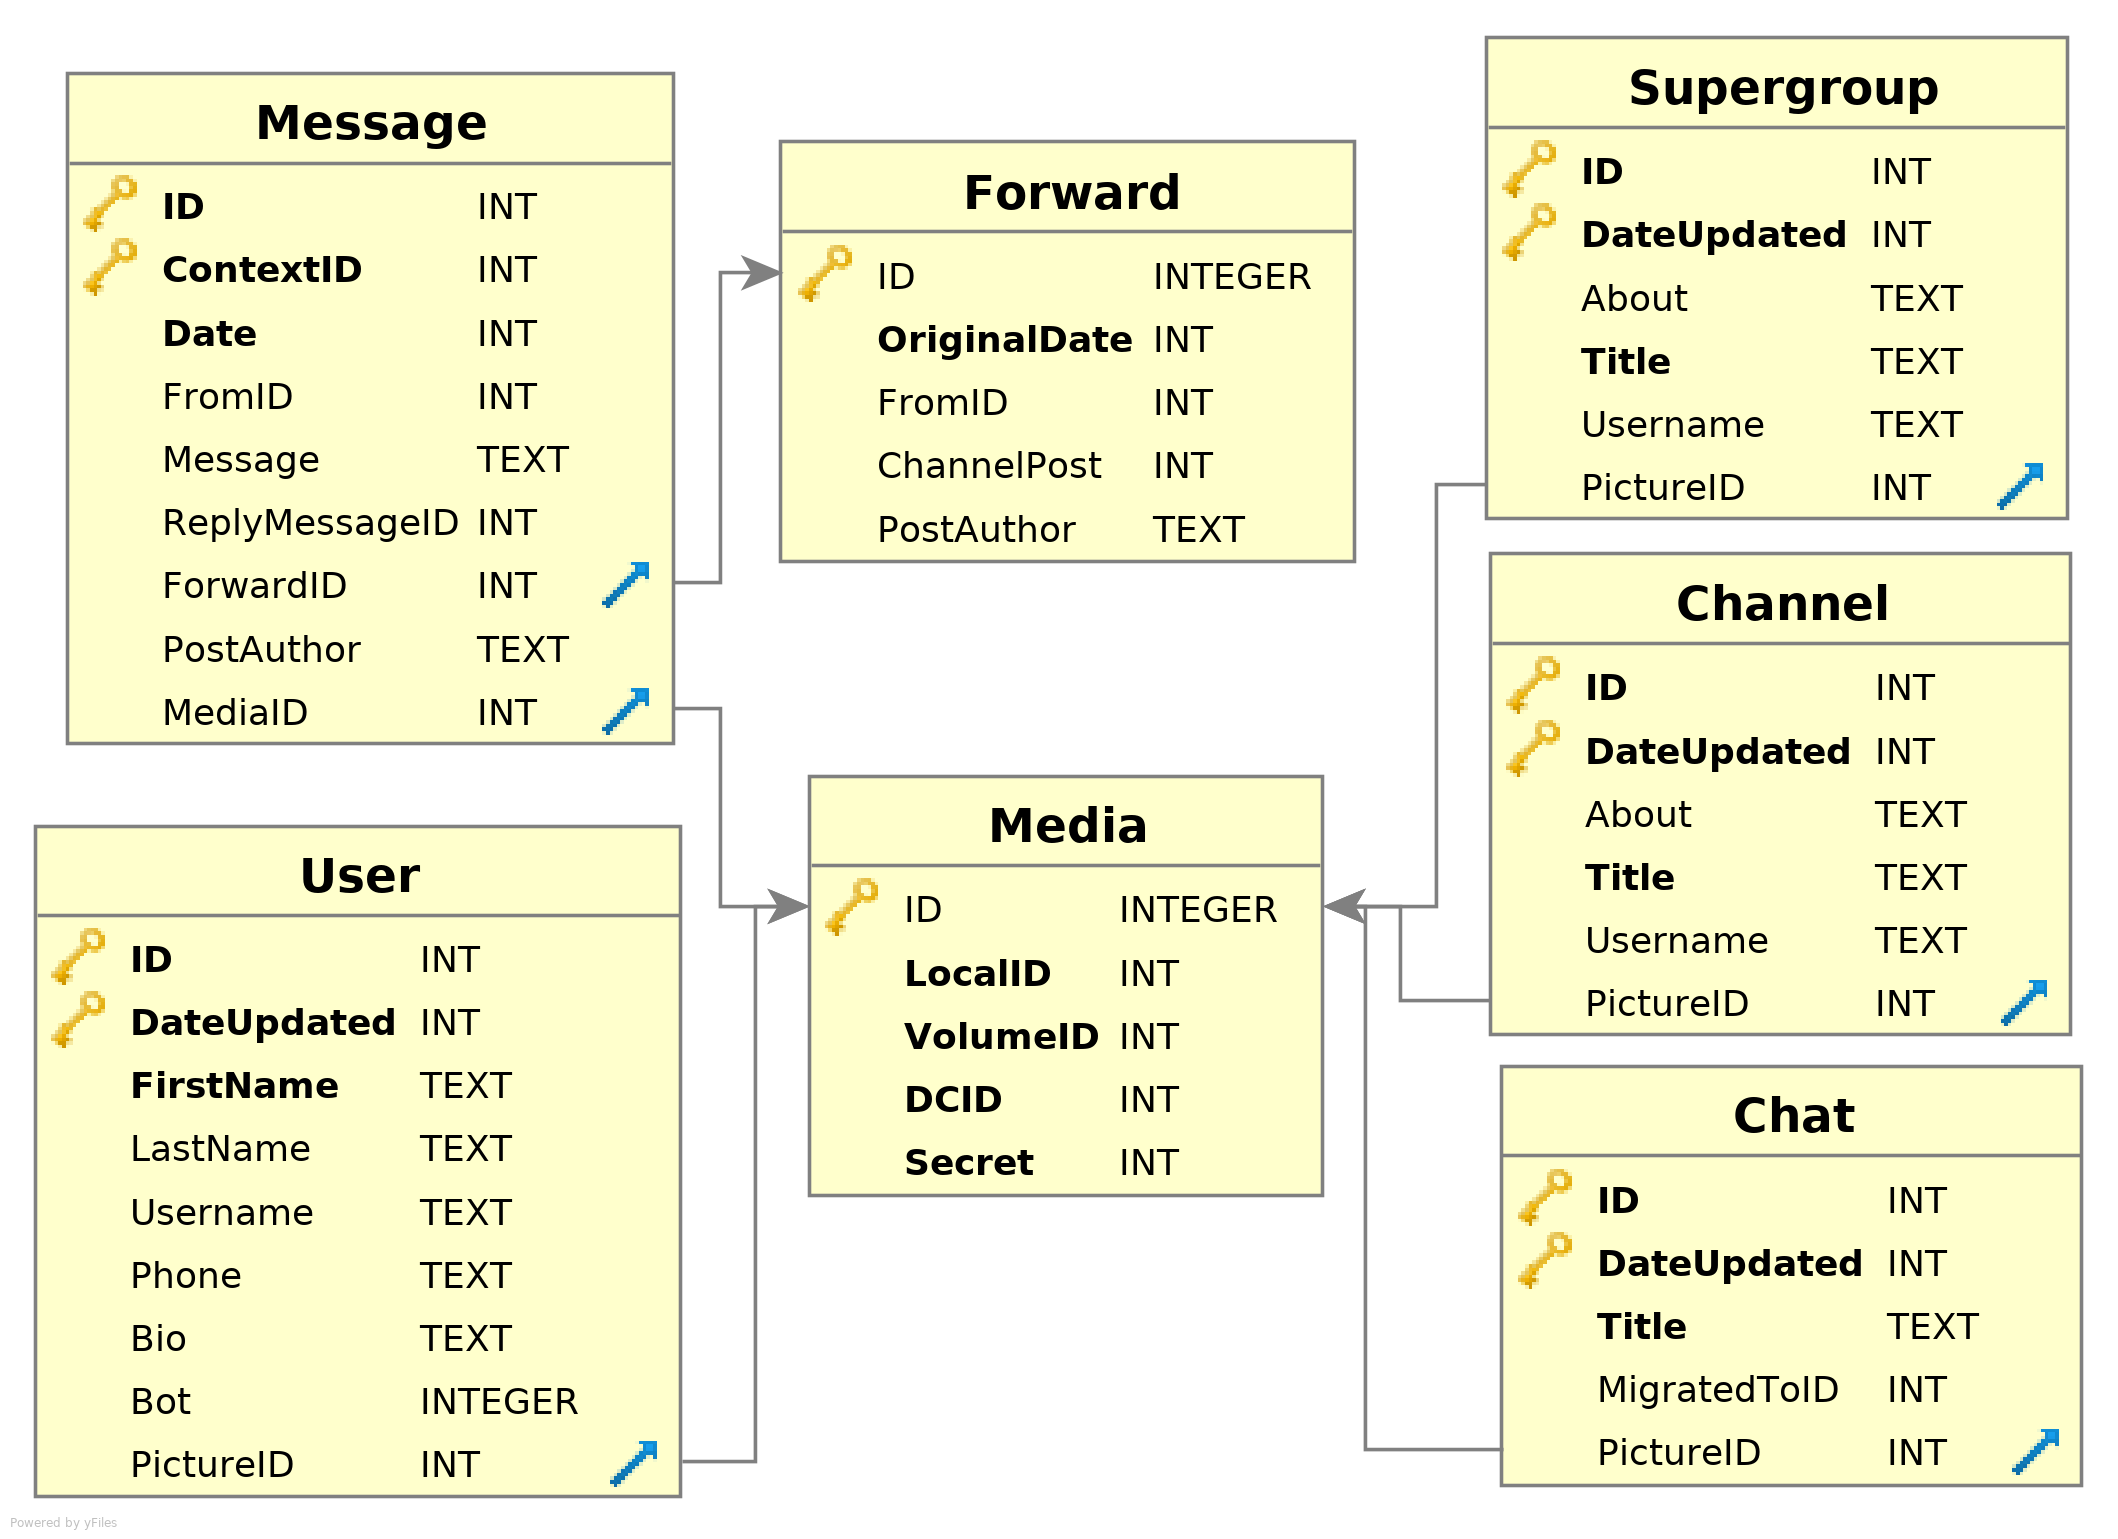 Message
ID INT
ContextID INT
Date INT
FromID INT
Message TEXT
ReplyMessageID INT
ForwardID INT
PostAuthor TEXT
MediaID INT
User
ID INT
DateUpdated INT
FirstName TEXT
LastName TEXT
Username TEXT
Phone TEXT
Bio TEXT
Bot INTEGER
PictureID INT
Forward
ID INTEGER
OriginalDate INT
FromID INT
ChannelPost INT
PostAuthor TEXT
Media
ID INTEGER
LocalID INT
VolumeID INT
DCID INT
Secret INT
Supergroup
ID INT
DateUpdated INT
About TEXT
Title TEXT
Username TEXT
PictureID INT
Channel
ID INT
DateUpdated INT
About TEXT
Title TEXT
Username TEXT
PictureID INT
Chat
ID INT
DateUpdated INT
Title TEXT
MigratedToID INT
PictureID INT
Powered by yFiles